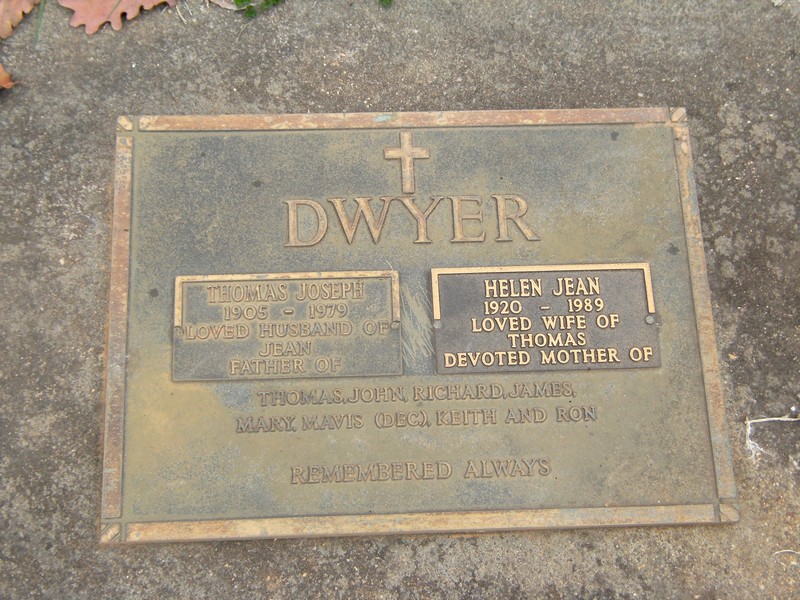 DWYER
THOMAS JOSEPH
1905 - 1979
LOVED HUSBAND OF
JEAN
FATHER OF
HELEN JEAN
1920 - 1989
LOVED WIFE OF
THOMAS
DEVOTED MOTHER OF
THOMAS, JOHN, RICHARD, JAMES,
MARY, MAVIS (DEC), KEITH AND RON
REMEMBERED ALWAYS